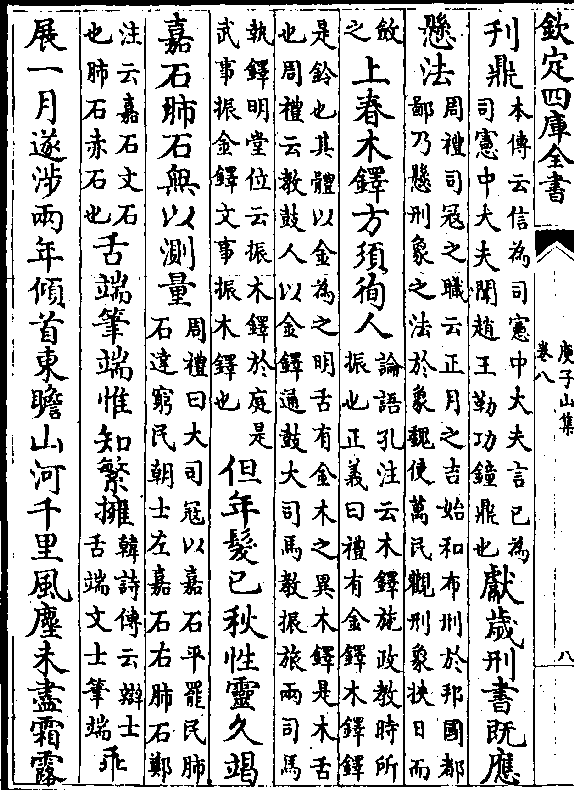 欽定四庫全書
庚子山集
卷八
八
刋鼎
本傳云信為司憲中大夫言已為
司憲中大夫聞趙王勒功鐘鼎也
獻歲刑書既應
懸法
周禮司冦之職云正月之吉始和布刑於邦國都
鄙乃懸刑象之法於象魏使萬民觀刑象挾日而
斂
之
上春木鐸方須徇人
論語孔注云木鐸施政教時所
振也正義曰禮有金鐸木鐸鐸
是鈴也其體以金為之明舌有金木之異木鐸是木舌
也周禮云教鼓人以金鐸通鼓大司馬教振旅兩司馬
執鐸明堂位云振木鐸於庭是
武事振金鐸文事振木鐸也
但年髮已秋性靈久竭
嘉石肺石無以測量
周禮曰大司冦以嘉石平罷民肺
石達窮民朝士左嘉石右肺石鄭
注云嘉石文石
也肺石赤石也
舌端筆端惟知繁擁
韓詩傳云辯士
舌端文士筆端
乖
展一月遂涉兩年傾首東瞻山河千里風塵未盡霜露